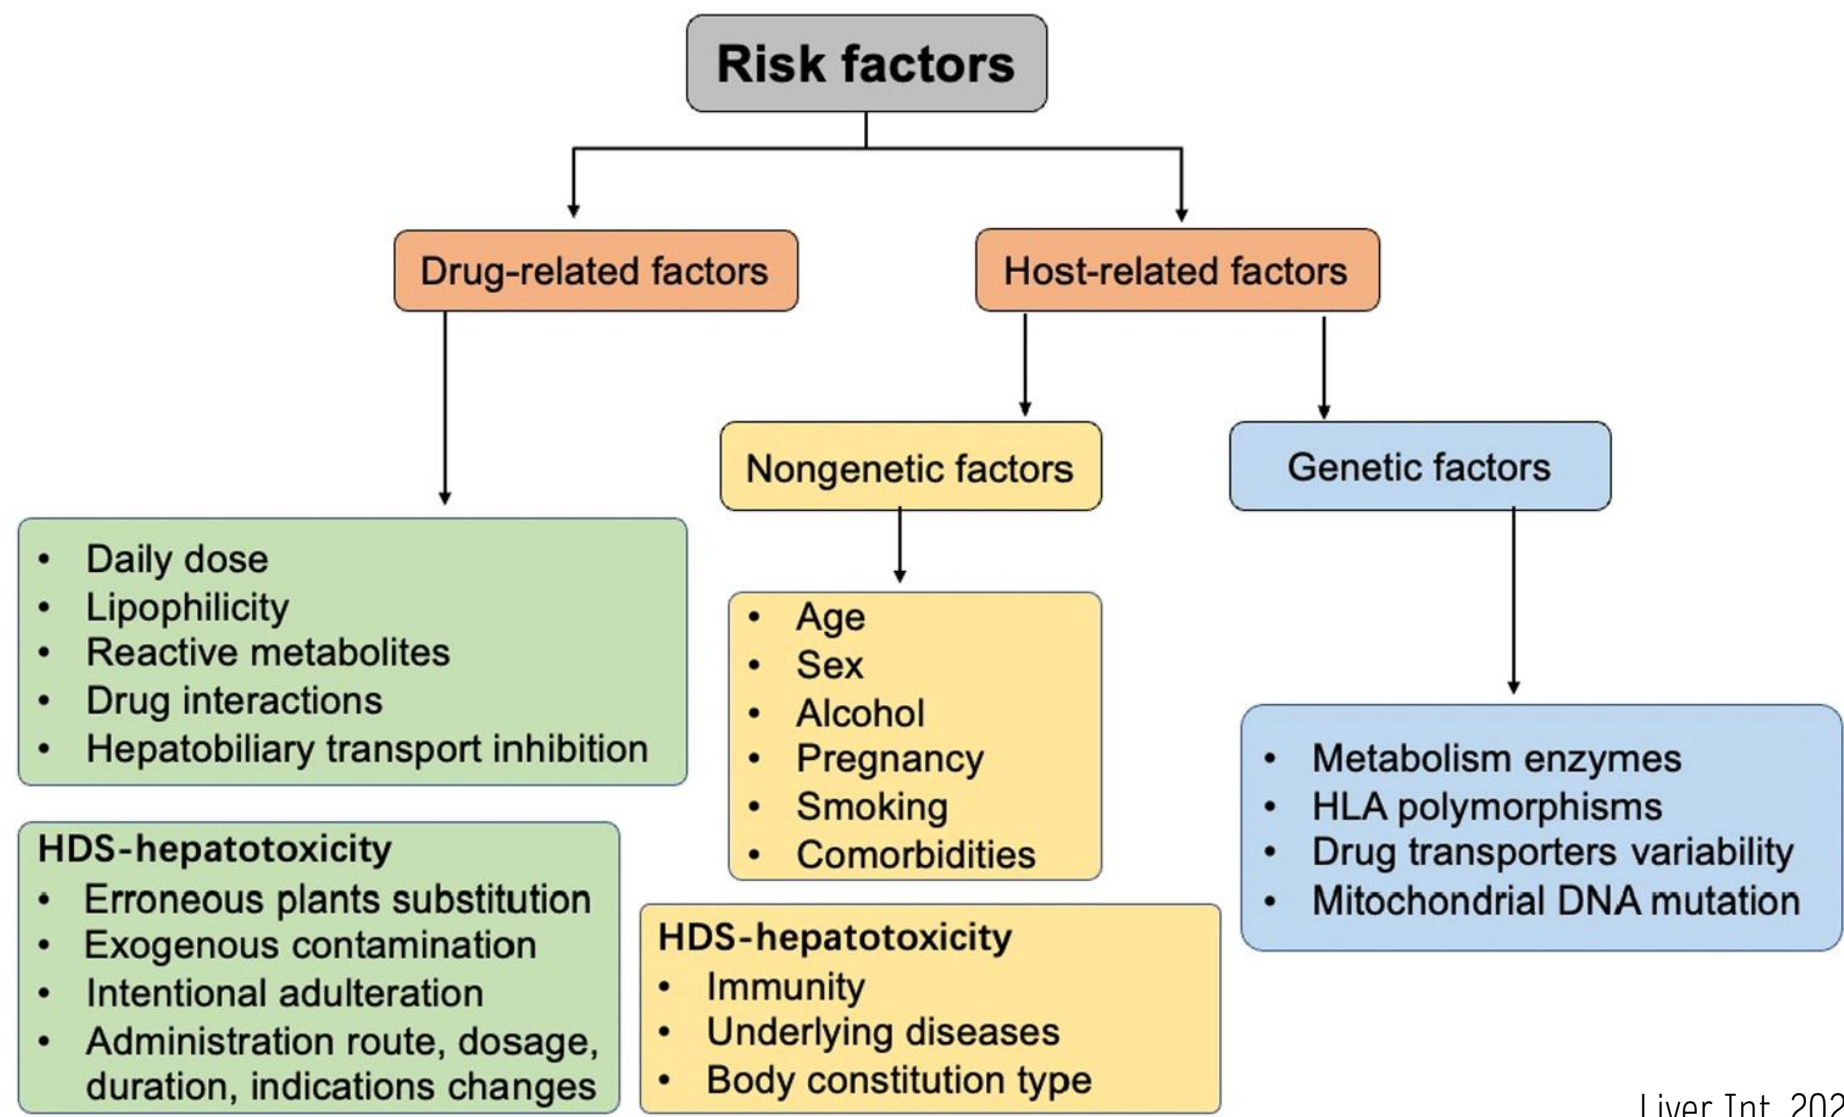 Risk factors
Drug-related factors
Host-related factors
Nongenetic factors
Genetic factors
• Daily dose
• Lipophilicity
• Reactive metabolites
• Drug interactions
• Hepatobiliary transport inhibition
HDS-hepatotoxicity
• Erroneous plants substitution
• Exogenous contamination
• Intentional adulteration
• Administration route, dosage,
duration, indications changes
• Age
• Sex
• Alcohol
• Pregnancy
• Smoking
• Comorbidities
HDS-hepatotoxicity
• Immunity
• Underlying diseases
• Body constitution type
• Metabolism enzymes
• HLA polymorphisms
• Drug transporters variability
• Mitochondrial DNA mutation
Liver Int. 202